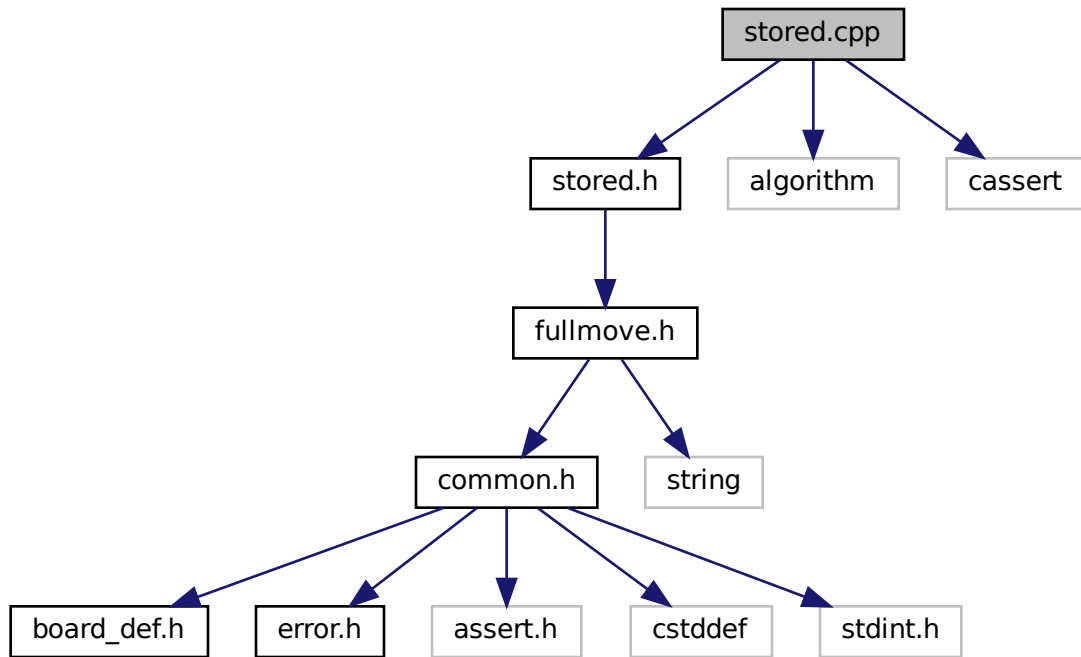 stored.cpp
stored.h
algorithm
cassert
fullmove.h
common.h
string
board_def.h
error.h
assert.h
cstddef
stdint.h